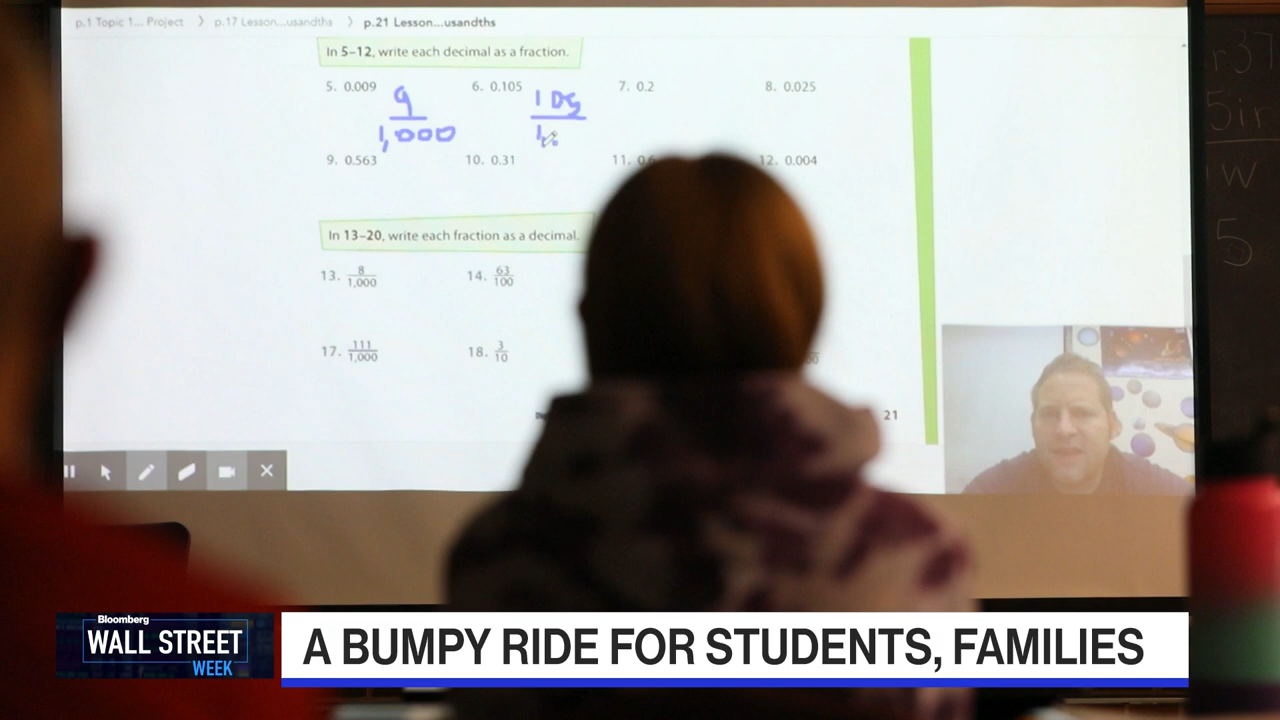 p.1 Topic 1... Project > p.17 Lesson...usandths > p.21 Lesson...usandths
In 5–12, write each decimal as a fraction.
5. 0.009 6. 0.105 7. 0.2 8. 0.025
9 105
1,000
9. 0.563 10. 0.31 11. 12. 0.004
In 13–20, write each fraction as a decimal.
13. 8/1,000 14. 63/100
17. 111/1,000 18. 3/10
21
Bloomberg
WALL STREET
WEEK
A BUMPY RIDE FOR STUDENTS, FAMILIES